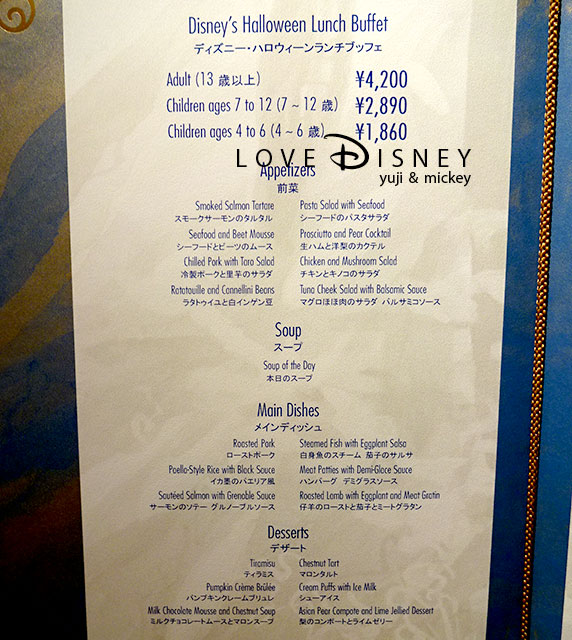 Disney's Halloween Lunch Buffet
ディズニー・ハロウィーンランチブッフェ
Adult (13 歳以上) ¥4,200
Children ages 7 to 12 (7 ~ 12 歳) ¥2,890
Children ages 4 to 6 (4 ~ 6 歳) ¥1,860
LOVE DISNEY
yuji & mickey
Appetizers
前菜
Smoked Salmon Tartare
スモークサーモンのタルタル
Seafood and Beet Mousse
シーフードとビーツのムース
Chilled Pork with Taro Salad
冷製ポークと里芋のサラダ
Ratatouille and Cannellini Beans
ラタトゥイユと白インゲン豆
Pasta Salad with Seafood
シーフードのパスタサラダ
Prosciutto and Pear Cocktail
生ハムと洋梨のカクテル
Chicken and Mushroom Salad
チキンとキノコのサラダ
Tuna Cheek Salad with Balsamic Sauce
マグロほほ肉のサラダ バルサミコソース
Soup
スープ
Soup of the Day
本日のスープ
Main Dishes
メインディッシュ
Roasted Pork
ローストポーク
Paella-Style Rice with Black Sauce
イカ墨のパエリア風
Sautéed Salmon with Grenoble Sauce
サーモンのソテー グルノーブルソース
Steamed Fish with Eggplant Salsa
白身魚のスチーム 茄子のサルサ
Meat Patties with Demi-Glace Sauce
ハンバーグ デミグラスソース
Roasted Lamb with Eggplant and Meat Gratin
仔羊のローストと茄子とミートグラタン
Desserts
デザート
Tiramisu
ティラミス
Pumpkin Crème Brûlée
パンプキンクレームブリュレ
Milk Chocolate Mousse and Chestnut Soup
ミルクチョコレートムースとマロンスープ
Chestnut Tart
マロンタルト
Cream Puffs with Ice Milk
シューアイス
Asian Pear Compote and Lime Jellied Dessert
梨のコンポートとライムゼリー